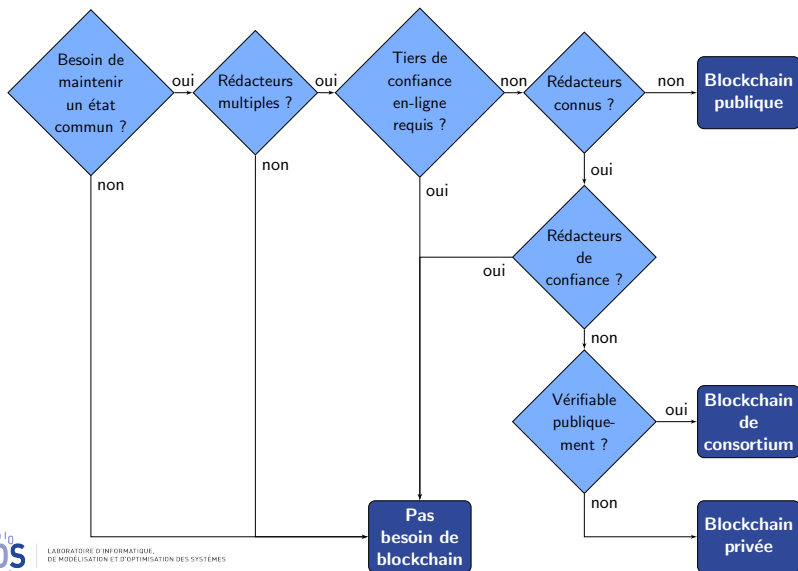 Besoin de
maintenir
un état
commun ?
oui
Rédacteurs
multiples ?
oui
Tiers de
confiance
en-ligne
requis ?
non
Rédacteurs
connus ?
non
Blockchain
publique
non
non
oui
oui
Rédacteurs
de
confiance ?
oui
non
Vérifiable
publique-
ment ?
oui
Blockchain
de
consortium
non
Pas
besoin de
blockchain
Blockchain
privée
LABORATOIRE D'INFORMATIQUE,
DE MODÉLISATION ET D'OPTIMISATION DES SYSTÈMES